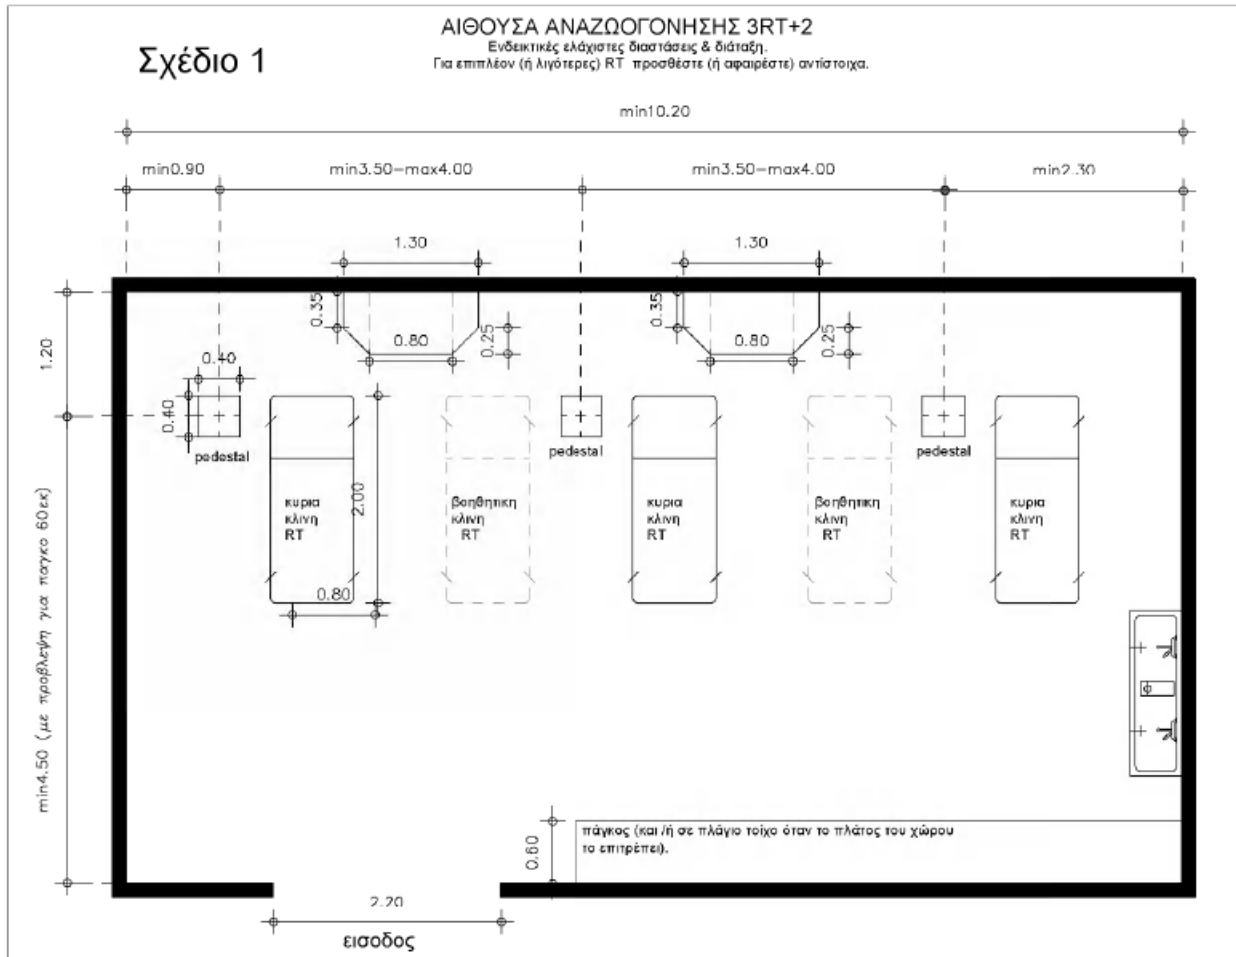 ΑΙΘΟΥΣΑ ΑΝΑΖΩΟΓΟΝΗΣΗΣ 3RT+2
Ενδεικτικές ελάχιστες διαστάσεις & διάταξη.
Για επιπλέον (ή λιγότερες) RT προσθέστε (ή αφαιρέστε) αντίστοιχα.
Σχέδιο 1
min10.20
min0.90
min3.50-max4.00
min3.50-max4.00
min2.30
1.30
1.30
0.35
0.80
0.25
0.35
0.80
0.25
1.20
0.40
0.40
pedestal
pedestal
pedestal
2.00
κυρια
κλινη
RT
βοηθητικη
κλινη
RT
κυρια
κλινη
RT
βοηθητικη
κλινη
RT
κυρια
κλινη
RT
0.80
min4.50 (με προβλεψη για παγκο 60εκ)
0.60
πάγκος (και /ή σε πλάγιο τοίχο όταν το πλάτος του χώρου
το επιτρέπει).
2.20
εισοδος